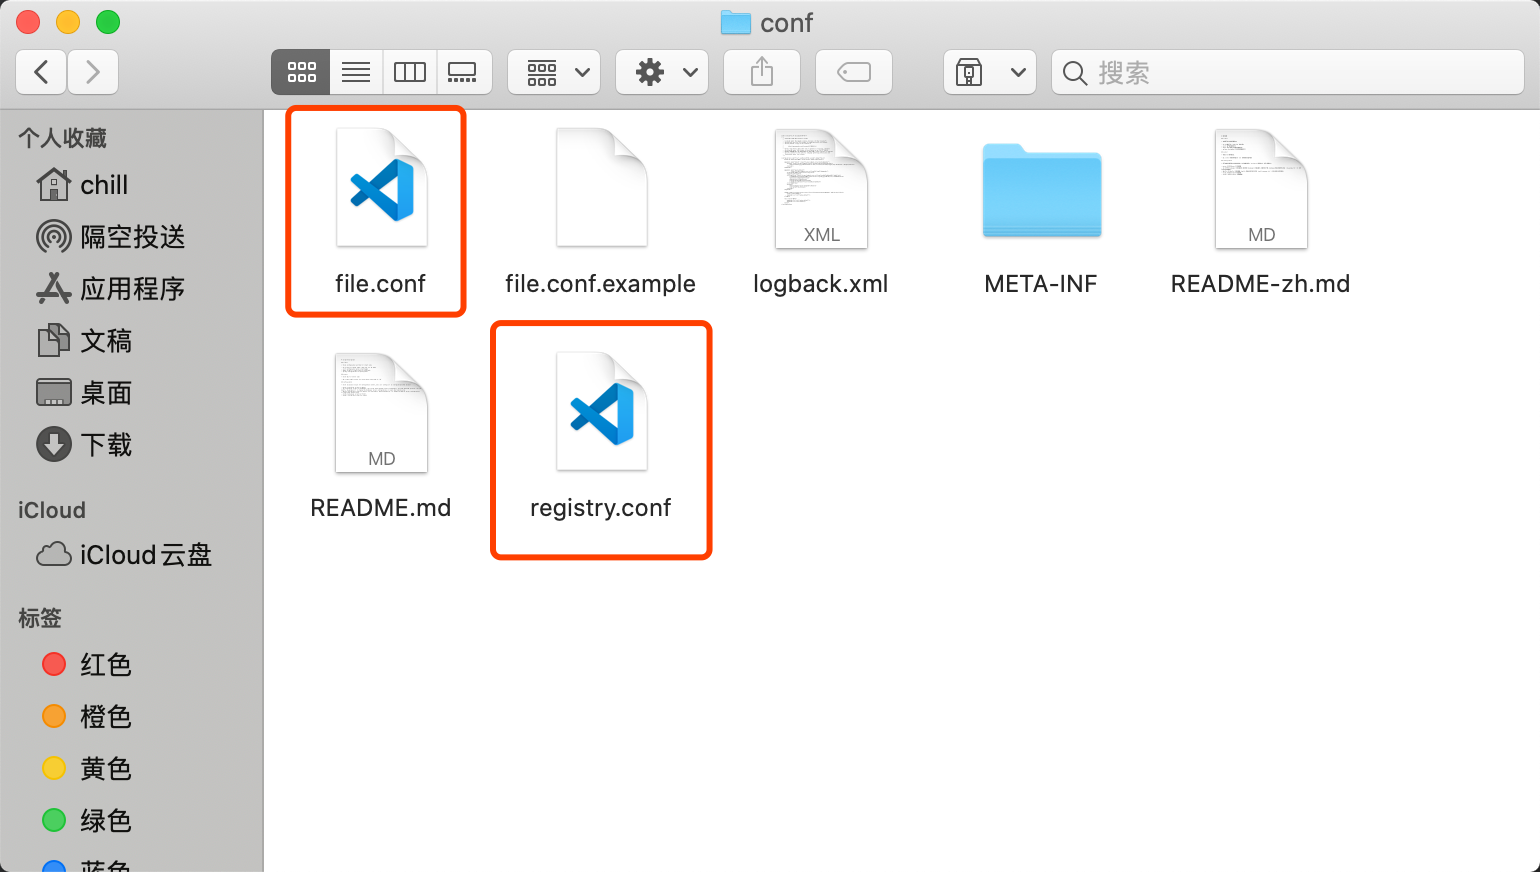 conf
搜索
个人收藏
chill
隔空投送
应用程序
文稿
桌面
下载
iCloud
iCloud云盘
标签
红色
橙色
黄色
绿色
蓝色
file.conf
file.conf.example
XML
logback.xml
META-INF
MD
README-zh.md
MD
README.md
registry.conf